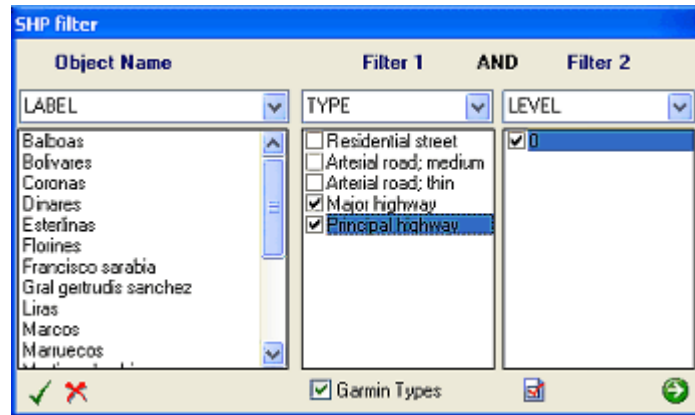 SHP filter
Object Name Filter 1 AND Filter 2
LABEL TYPE LEVEL
Balboas
Bolivares
Coronas
Dinares
Esterlinas
Florines
Francisco sarabia
Gral gertrudis sanchez
Liras
Marcos
Manuecos
Residential street
Arterial road; medium
Arterial road; thin
Major highway
Principal highway
0
Garmin Types